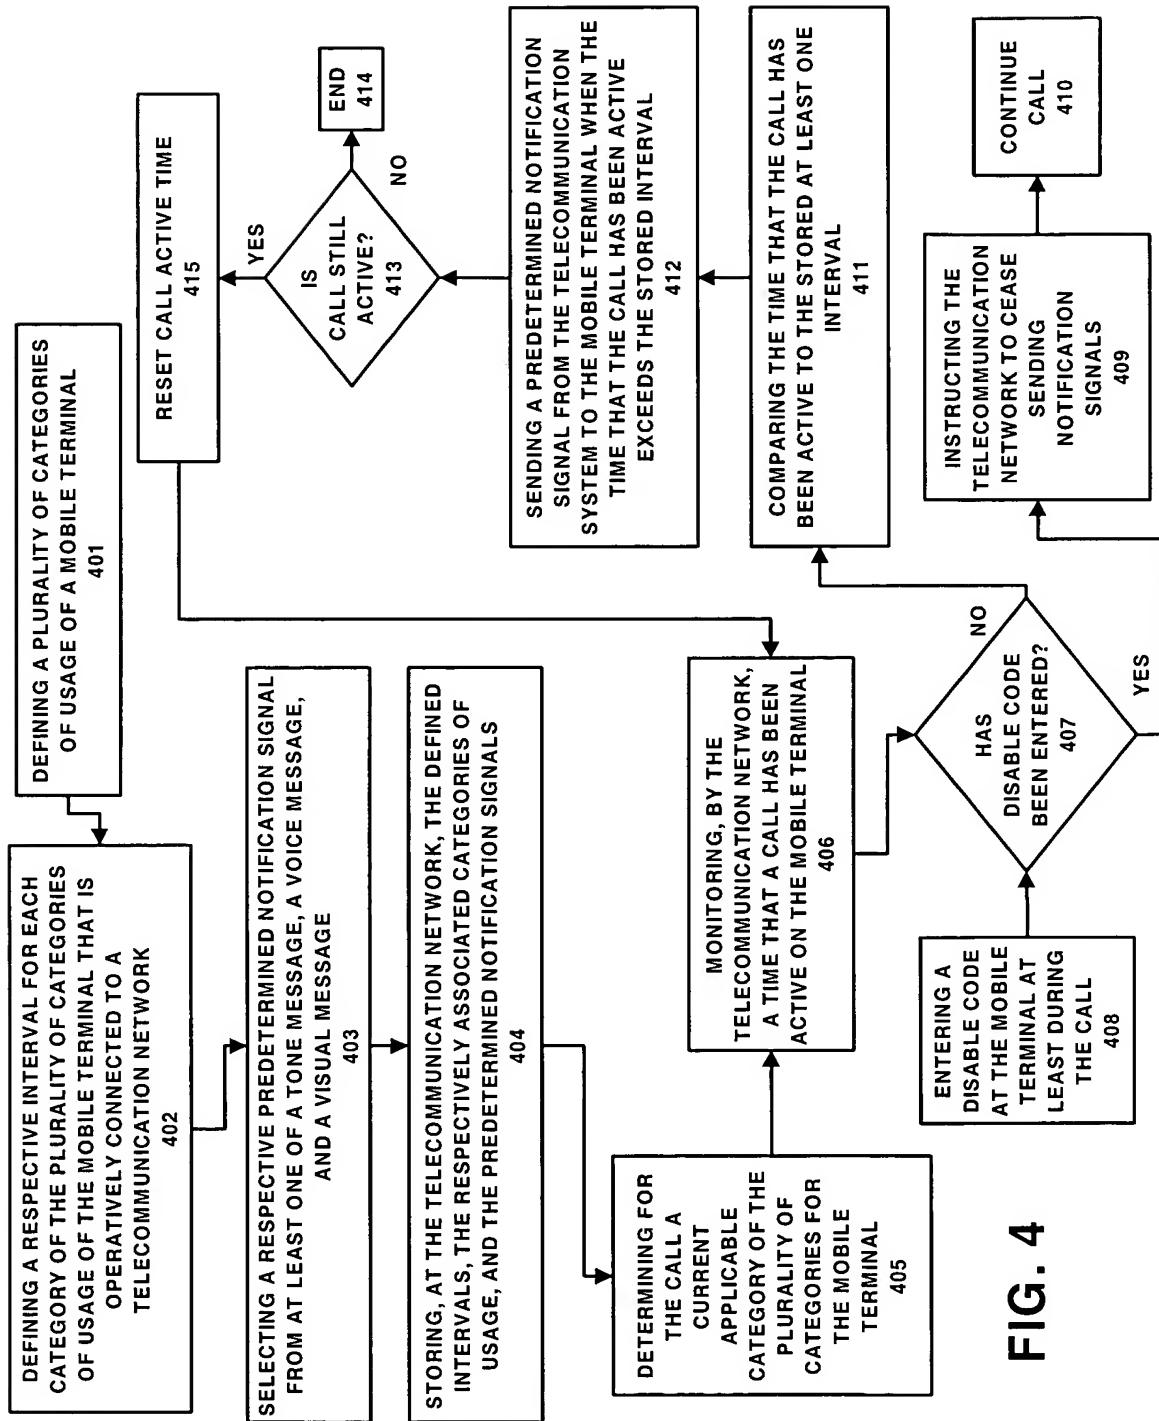 DEFINING A PLURALITY OF CATEGORIES
OF USAGE OF A MOBILE TERMINAL
401
DEFINING A RESPECTIVE INTERVAL FOR EACH
CATEGORY OF THE PLURALITY OF CATEGORIES
OF USAGE OF THE MOBILE TERMINAL THAT IS
OPERATIVELY CONNECTED TO A
TELECOMMUNICATION NETWORK
402
SELECTING A RESPECTIVE PREDETERMINED NOTIFICATION SIGNAL
FROM AT LEAST ONE OF A TONE MESSAGE, A VOICE MESSAGE,
AND A VISUAL MESSAGE
403
STORING, AT THE TELECOMMUNICATION NETWORK, THE DEFINED
INTERVALS, THE RESPECTIVELY ASSOCIATED CATEGORIES OF
USAGE, AND THE PREDETERMINED NOTIFICATION SIGNALS
404
DETERMINING FOR
THE CALL A
CURRENT
APPLICABLE
CATEGORY OF THE
PLURALITY OF
CATEGORIES FOR
THE MOBILE
TERMINAL
405
MONITORING, BY THE
TELECOMMUNICATION NETWORK,
A TIME THAT A CALL HAS BEEN
ACTIVE ON THE MOBILE TERMINAL
406
HAS
DISABLE CODE
BEEN ENTERED?
407
NO
YES
ENTERING A
DISABLE CODE
AT THE MOBILE
TERMINAL AT
LEAST DURING
THE CALL
408
INSTRUCTING THE
TELECOMMUNICATION
NETWORK TO CEASE
SENDING
NOTIFICATION
SIGNALS
409
CONTINUE
CALL
410
COMPARING THE TIME THAT THE CALL HAS
BEEN ACTIVE TO THE STORED AT LEAST ONE
INTERVAL
411
SENDING A PREDETERMINED NOTIFICATION
SIGNAL FROM THE TELECOMMUNICATION
SYSTEM TO THE MOBILE TERMINAL WHEN THE
TIME THAT THE CALL HAS BEEN ACTIVE
EXCEEDS THE STORED INTERVAL
412
IS
CALL STILL
ACTIVE?
413
YES
NO
END
414
RESET CALL ACTIVE TIME
415
FIG. 4